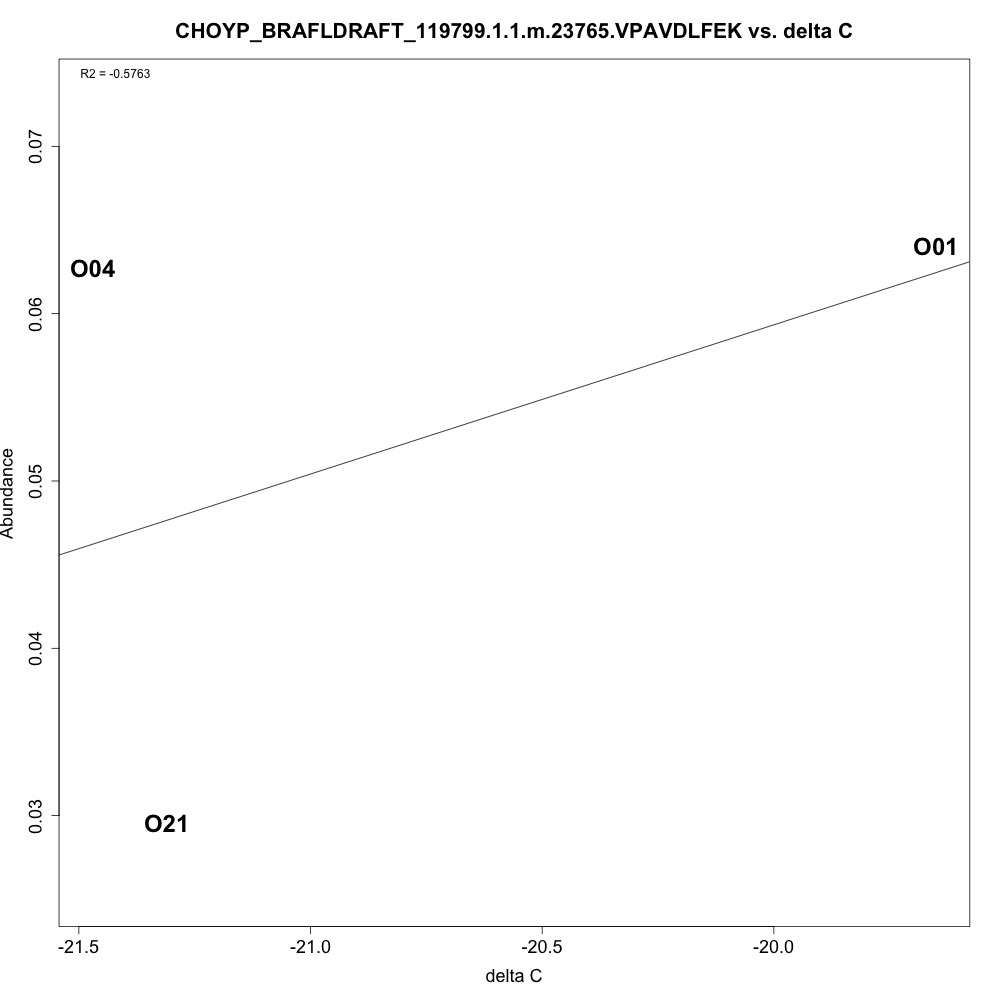 CHOYP_BRAFLDRAFT_119799.1.1.m.23765.VPAVDLFEK vs. delta C
R2 = -0.5763
0.07
O01
O04
0.06
0.05
Abundance
0.04
0.03
O21
-21.5 -21.0 -20.5 -20.0
delta C